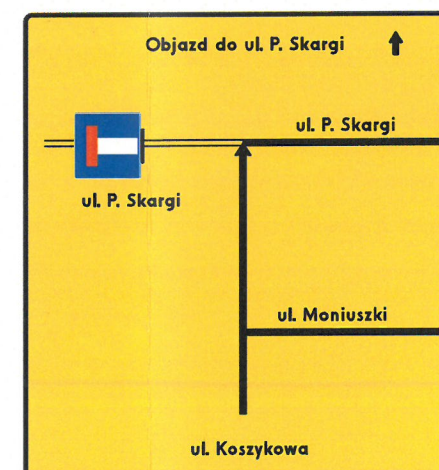 Objazd do ul. P. Skargi
ul. P. Skargi
ul. P. Skargi
ul. Moniuszki
ul. Koszykowa